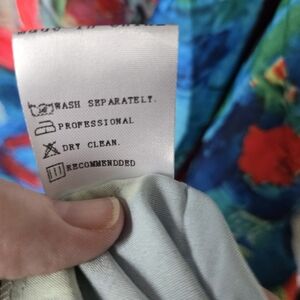 WASH SEPARATELY.
PROFESSIONAL
DRY CLEAN.
RECOMMENDDED